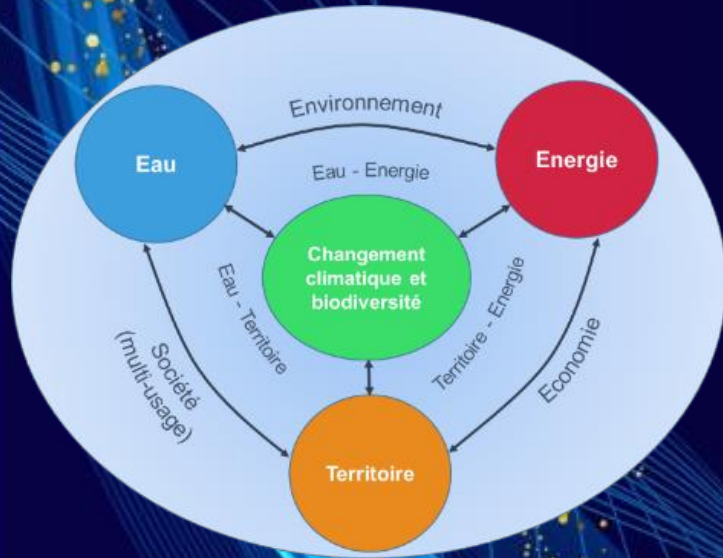 Environnement
Eau
Energie
Eau - Energie
Changement
climatique et
biodiversité
Eau - Territoire
Territoire - Energie
Société
(multi-usage)
Economie
Territoire